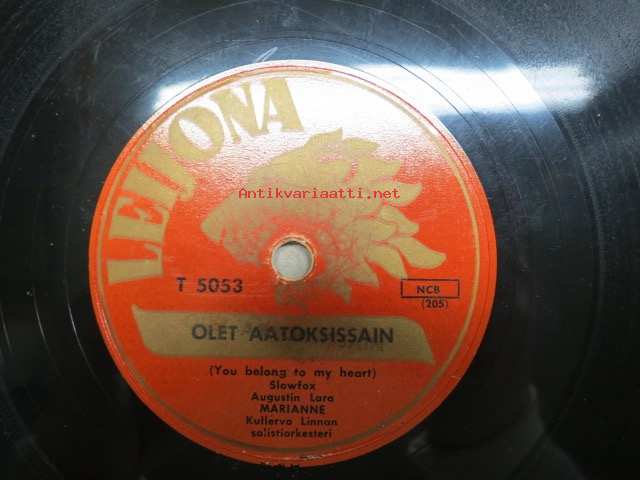 LEIJONA
Antikvariaatti.net
T 5053
NCB
(205)
OLET AATOKSISSAIN
(You belong to my heart)
Slowfox
Augustin Lara
MARIANNE
Kullervo Linnan
solistiorkesteri